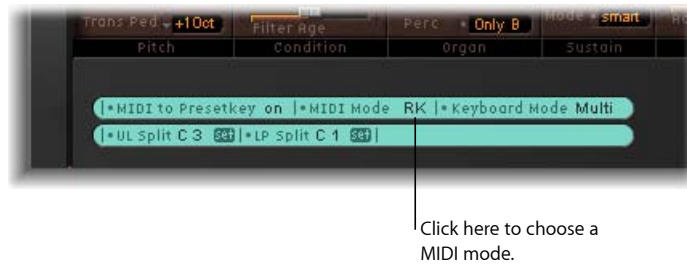 Trans Ped. +1Oct Filter Age Perc Only B Mode smart
Pitch Condition Organ Sustain
MIDI to Presetkey on MIDI Mode RK Keyboard Mode Multi
UL Split C 3 set LP Split C 1 set
Click here to choose a
MIDI mode.